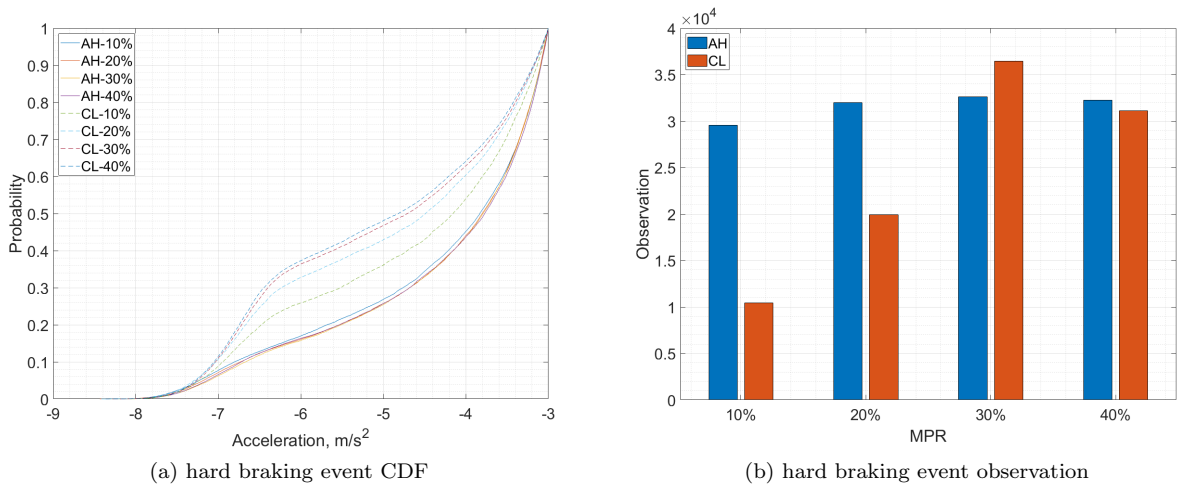 1
0.9
0.8
0.7
0.6
0.5
0.4
0.3
0.2
0.1
0
Probability
AH-10%
AH-20%
AH-30%
AH-40%
CL-10%
CL-20%
CL-30%
CL-40%
-9 -8 -7 -6 -5 -4 -3
Acceleration, m/s²
(a) hard braking event CDF
×10⁴
4
3.5
3
2.5
2
1.5
1
0.5
0
Observation
AH
CL
10% 20% 30% 40%
MPR
(b) hard braking event observation